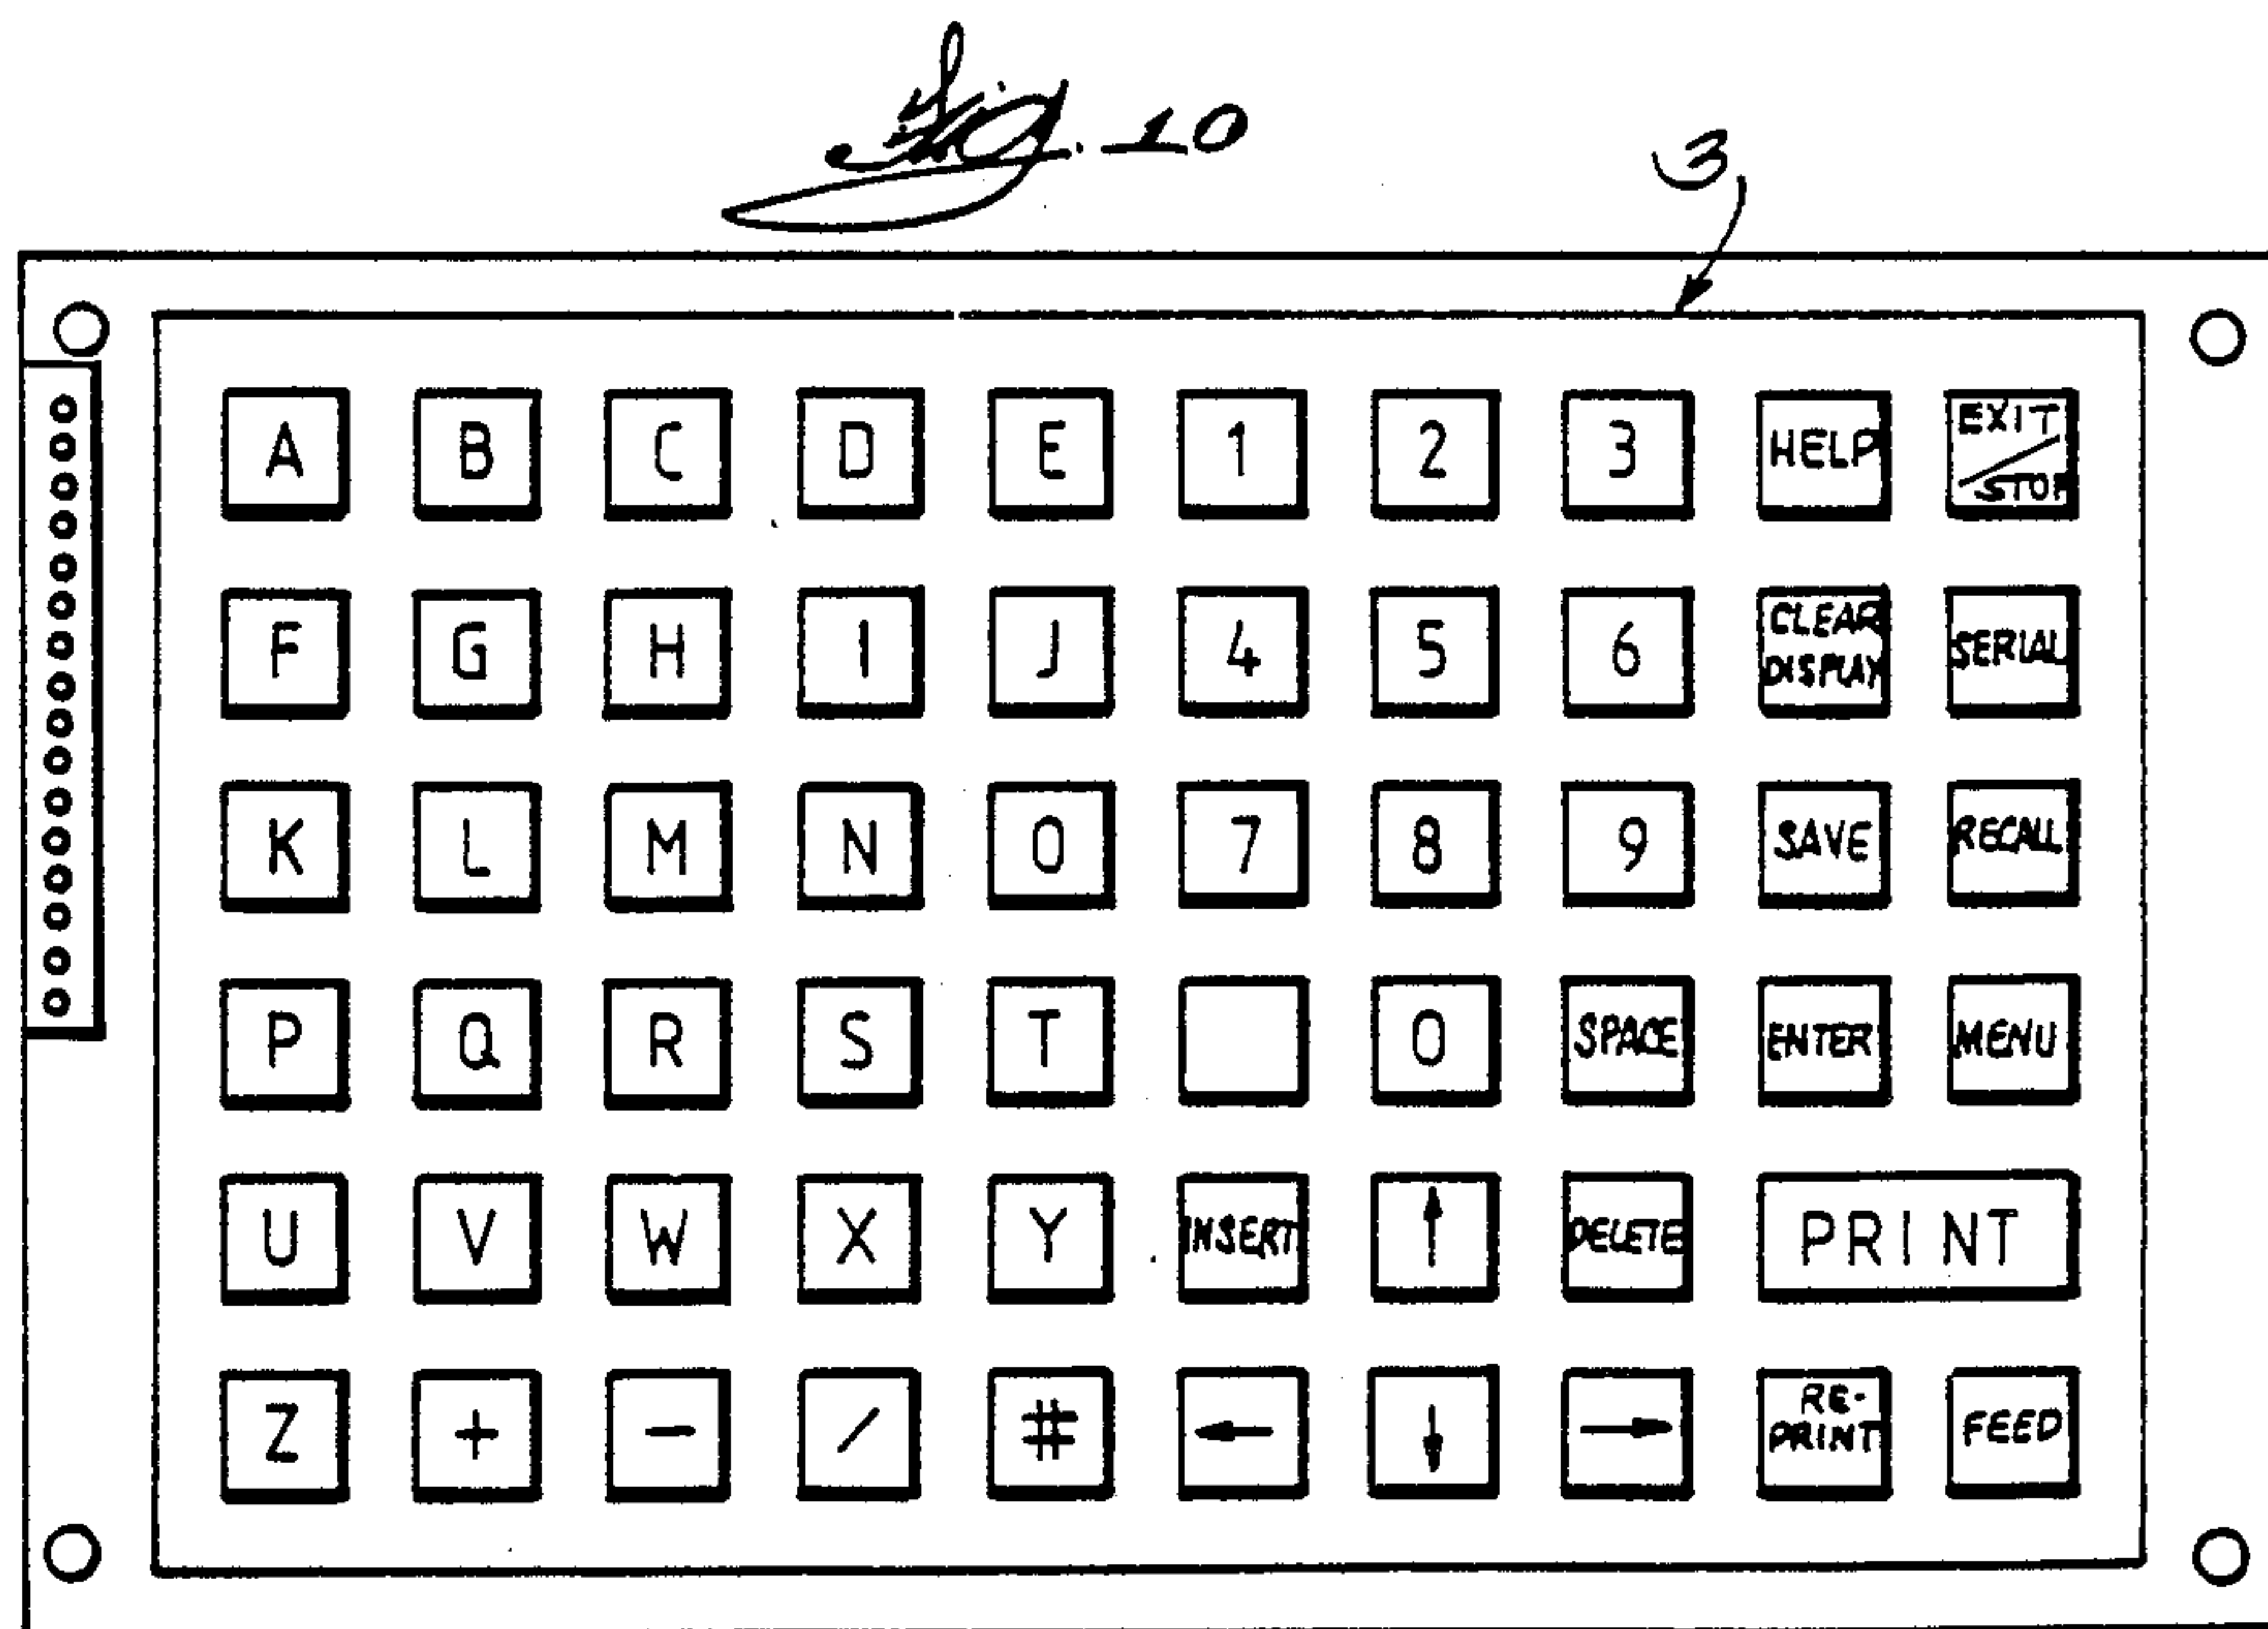 Fig. 10
3
A B C D E 1 2 3 HELP EXIT/STOP
F G H I J 4 5 6 CLEAR DISPLAY SERIAL
K L M N O 7 8 9 SAVE RECALL
P Q R S T 0 SPACE ENTER MENU
U V W X Y INSERT ↑ DELETE PRINT
Z + - / # ← ↓ → RE-PRINT FEED